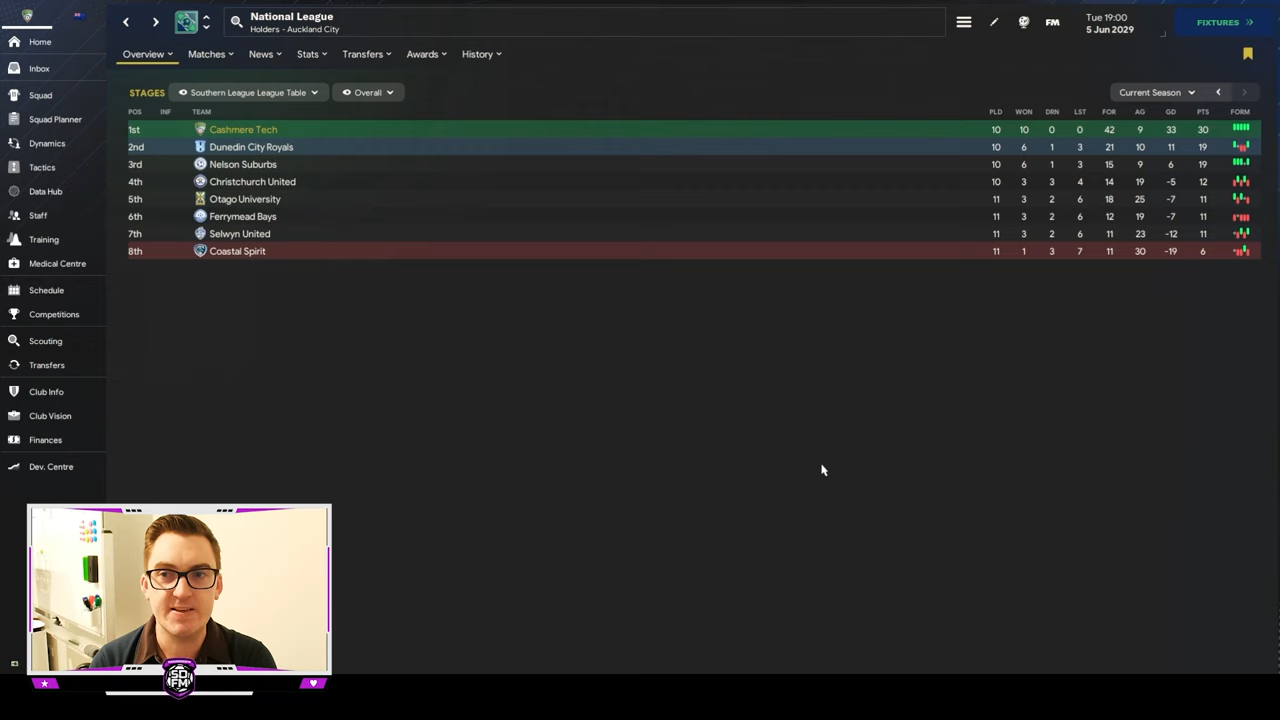 National League
Holders - Auckland City
Tue 19:00
5 Jun 2029
FM
FIXTURES
Overview Matches News Stats Transfers Awards History
STAGES Southern League League Table Overall Current Season
POS INF TEAM PLD WON DRN LST FOR AG GD PTS FORM
1st Cashmere Tech 10 10 0 0 42 9 33 30
2nd Dunedin City Royals 10 6 1 3 21 10 11 19
3rd Nelson Suburbs 10 6 1 3 15 9 6 19
4th Christchurch United 10 3 3 4 14 19 -5 12
5th Otago University 11 3 2 6 18 25 -7 11
6th Ferrymead Bays 11 3 2 6 12 19 -7 11
7th Selwyn United 11 3 2 6 11 23 -12 11
8th Coastal Spirit 11 1 3 7 11 30 -19 6
Home
Inbox
Squad
Squad Planner
Dynamics
Tactics
Data Hub
Staff
Training
Medical Centre
Schedule
Competitions
Scouting
Transfers
Club Info
Club Vision
Finances
Dev. Centre
SD
FM